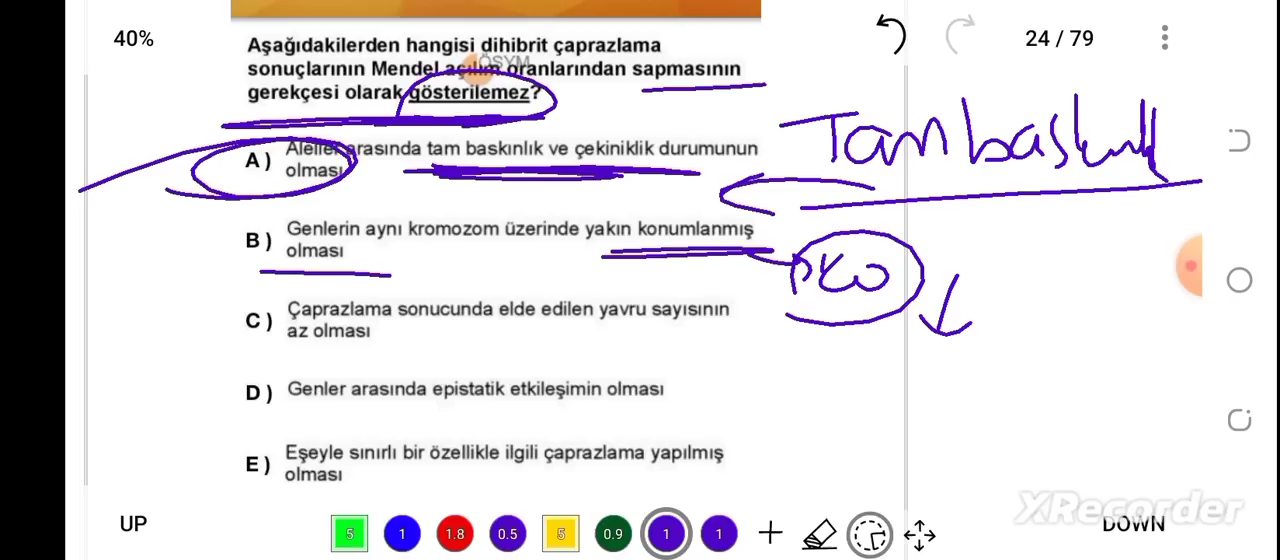 40%
24 / 79
Aşağıdakilerden hangisi dihibrit çaprazlama
ÖSYM
sonuçlarının Mendel açılım oranlarından sapmasının
gerekçesi olarak gösterilemez?
Tam baskınlık
A) Aleller arasında tam baskınlık ve çekiniklik durumunun
olması
B) Genlerin aynı kromozom üzerinde yakın konumlanmış
olması
C) Çaprazlama sonucunda elde edilen yavru sayısının
az olması
D) Genler arasında epistatik etkileşimin olması
E) Eşeyle sınırlı bir özellikle ilgili çaprazlama yapılmış
olması
XRecorder
UP
5 1 1.8 0.5 5 0.9 1 1
DOWN